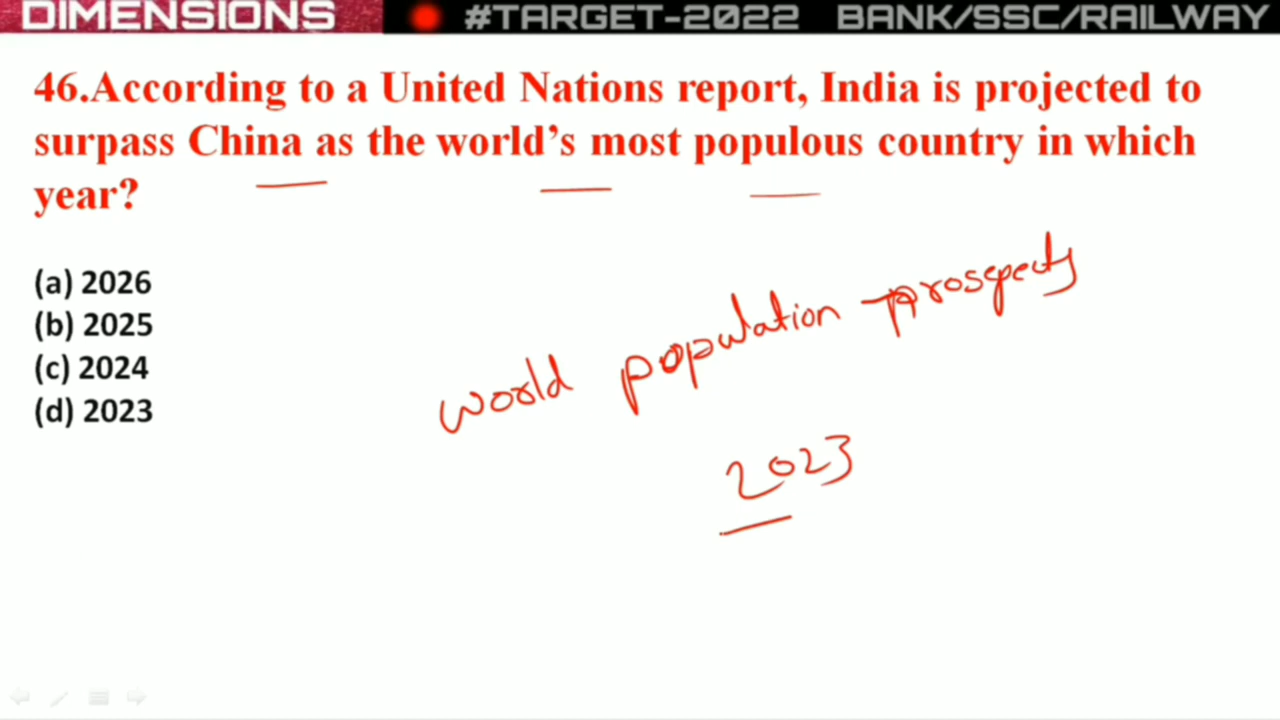 DIMENSIONS #TARGET-2022 BANK/SSC/RAILWAY
46.According to a United Nations report, India is projected to
surpass China as the world’s most populous country in which
year?
(a) 2026
(b) 2025
(c) 2024
(d) 2023
world population prospects
2023